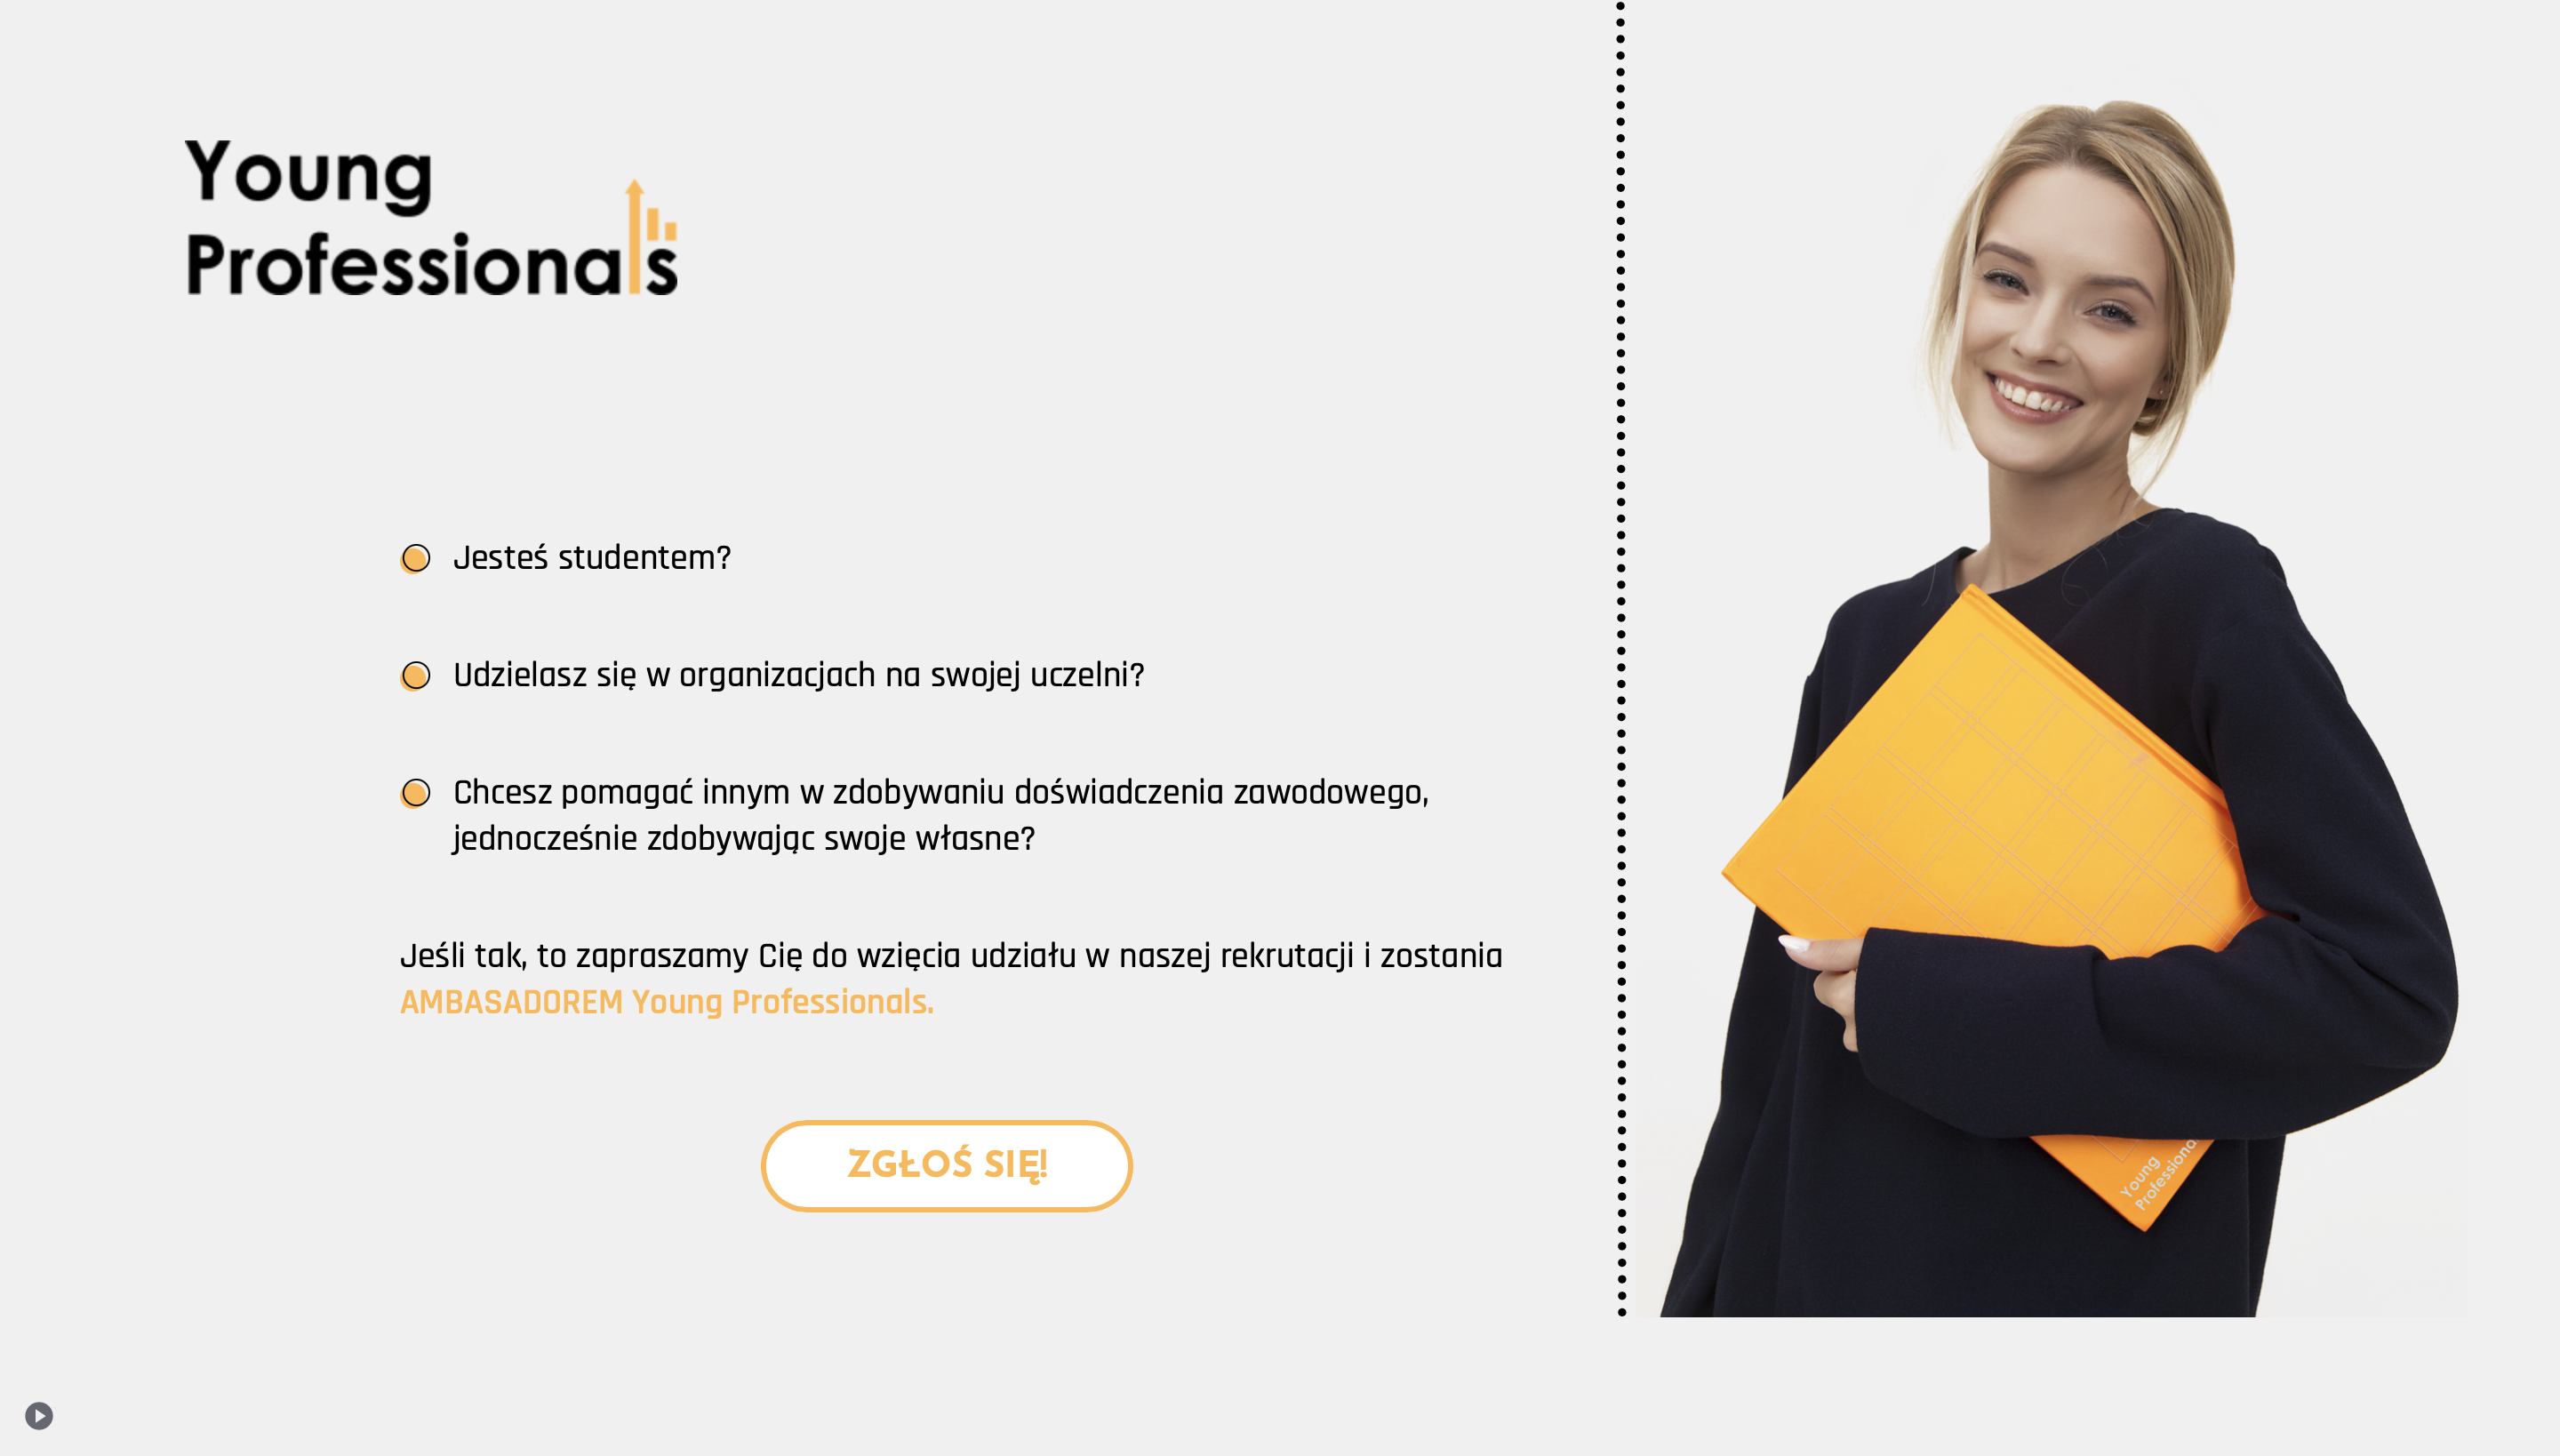 Young
Professionals
Jesteś studentem?
Udzielasz się w organizacjach na swojej uczelni?
Chcesz pomagać innym w zdobywaniu doświadczenia zawodowego,
jednocześnie zdobywając swoje własne?
Jeśli tak, to zapraszamy Cię do wzięcia udziału w naszej rekrutacji i zostania
AMBASADOREM Young Professionals.
ZGŁOŚ SIĘ!
Young
Professiona